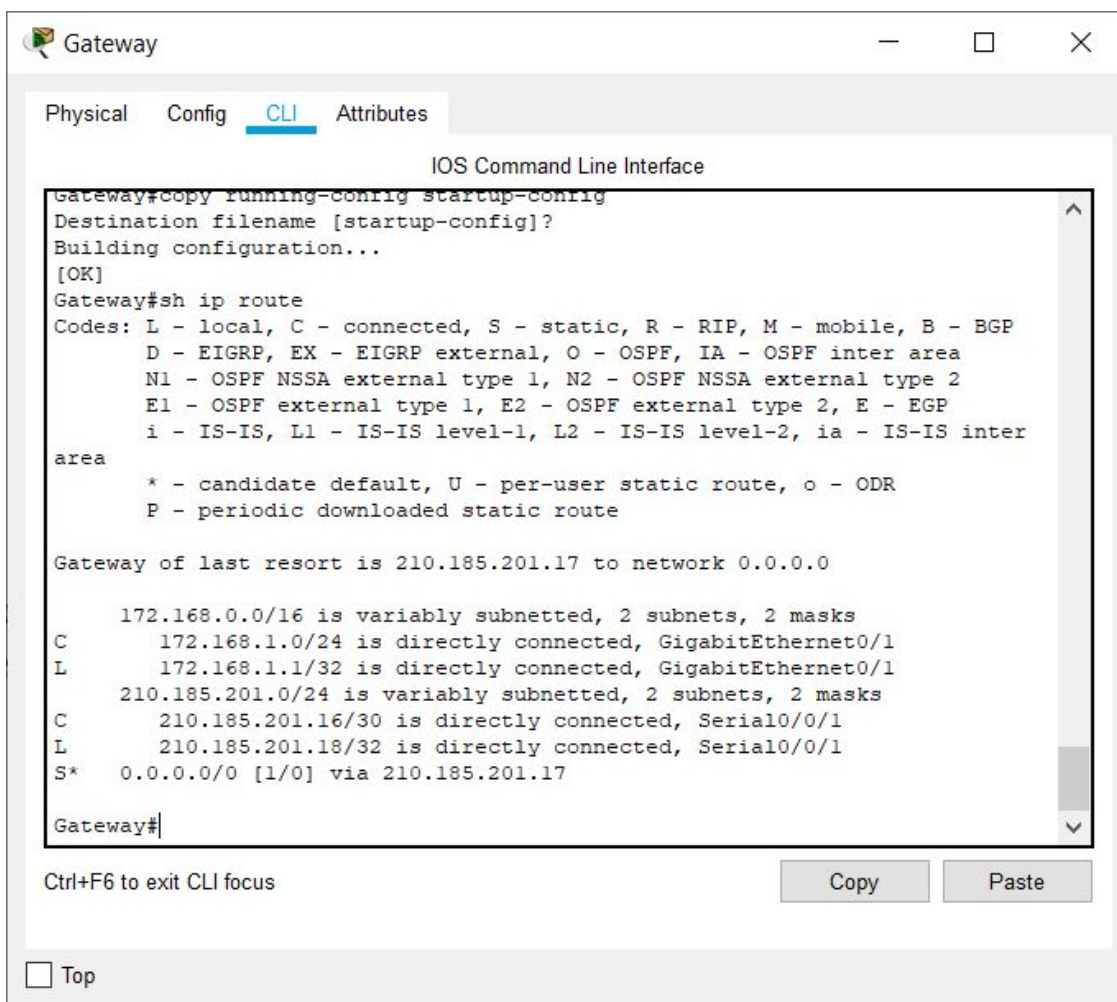 Gateway
Physical Config CLI Attributes
IOS Command Line Interface
Gateway#copy running-config startup-config
Destination filename [startup-config]?
Building configuration...
[OK]
Gateway#sh ip route
Codes: L - local, C - connected, S - static, R - RIP, M - mobile, B - BGP
D - EIGRP, EX - EIGRP external, O - OSPF, IA - OSPF inter area
N1 - OSPF NSSA external type 1, N2 - OSPF NSSA external type 2
E1 - OSPF external type 1, E2 - OSPF external type 2, E - EGP
i - IS-IS, L1 - IS-IS level-1, L2 - IS-IS level-2, ia - IS-IS inter
area
* - candidate default, U - per-user static route, o - ODR
P - periodic downloaded static route
Gateway of last resort is 210.185.201.17 to network 0.0.0.0
172.168.0.0/16 is variably subnetted, 2 subnets, 2 masks
C 172.168.1.0/24 is directly connected, GigabitEthernet0/1
L 172.168.1.1/32 is directly connected, GigabitEthernet0/1
210.185.201.0/24 is variably subnetted, 2 subnets, 2 masks
C 210.185.201.16/30 is directly connected, Serial0/0/1
L 210.185.201.18/32 is directly connected, Serial0/0/1
S* 0.0.0.0/0 [1/0] via 210.185.201.17
Gateway#
Ctrl+F6 to exit CLI focus
Copy Paste
Top